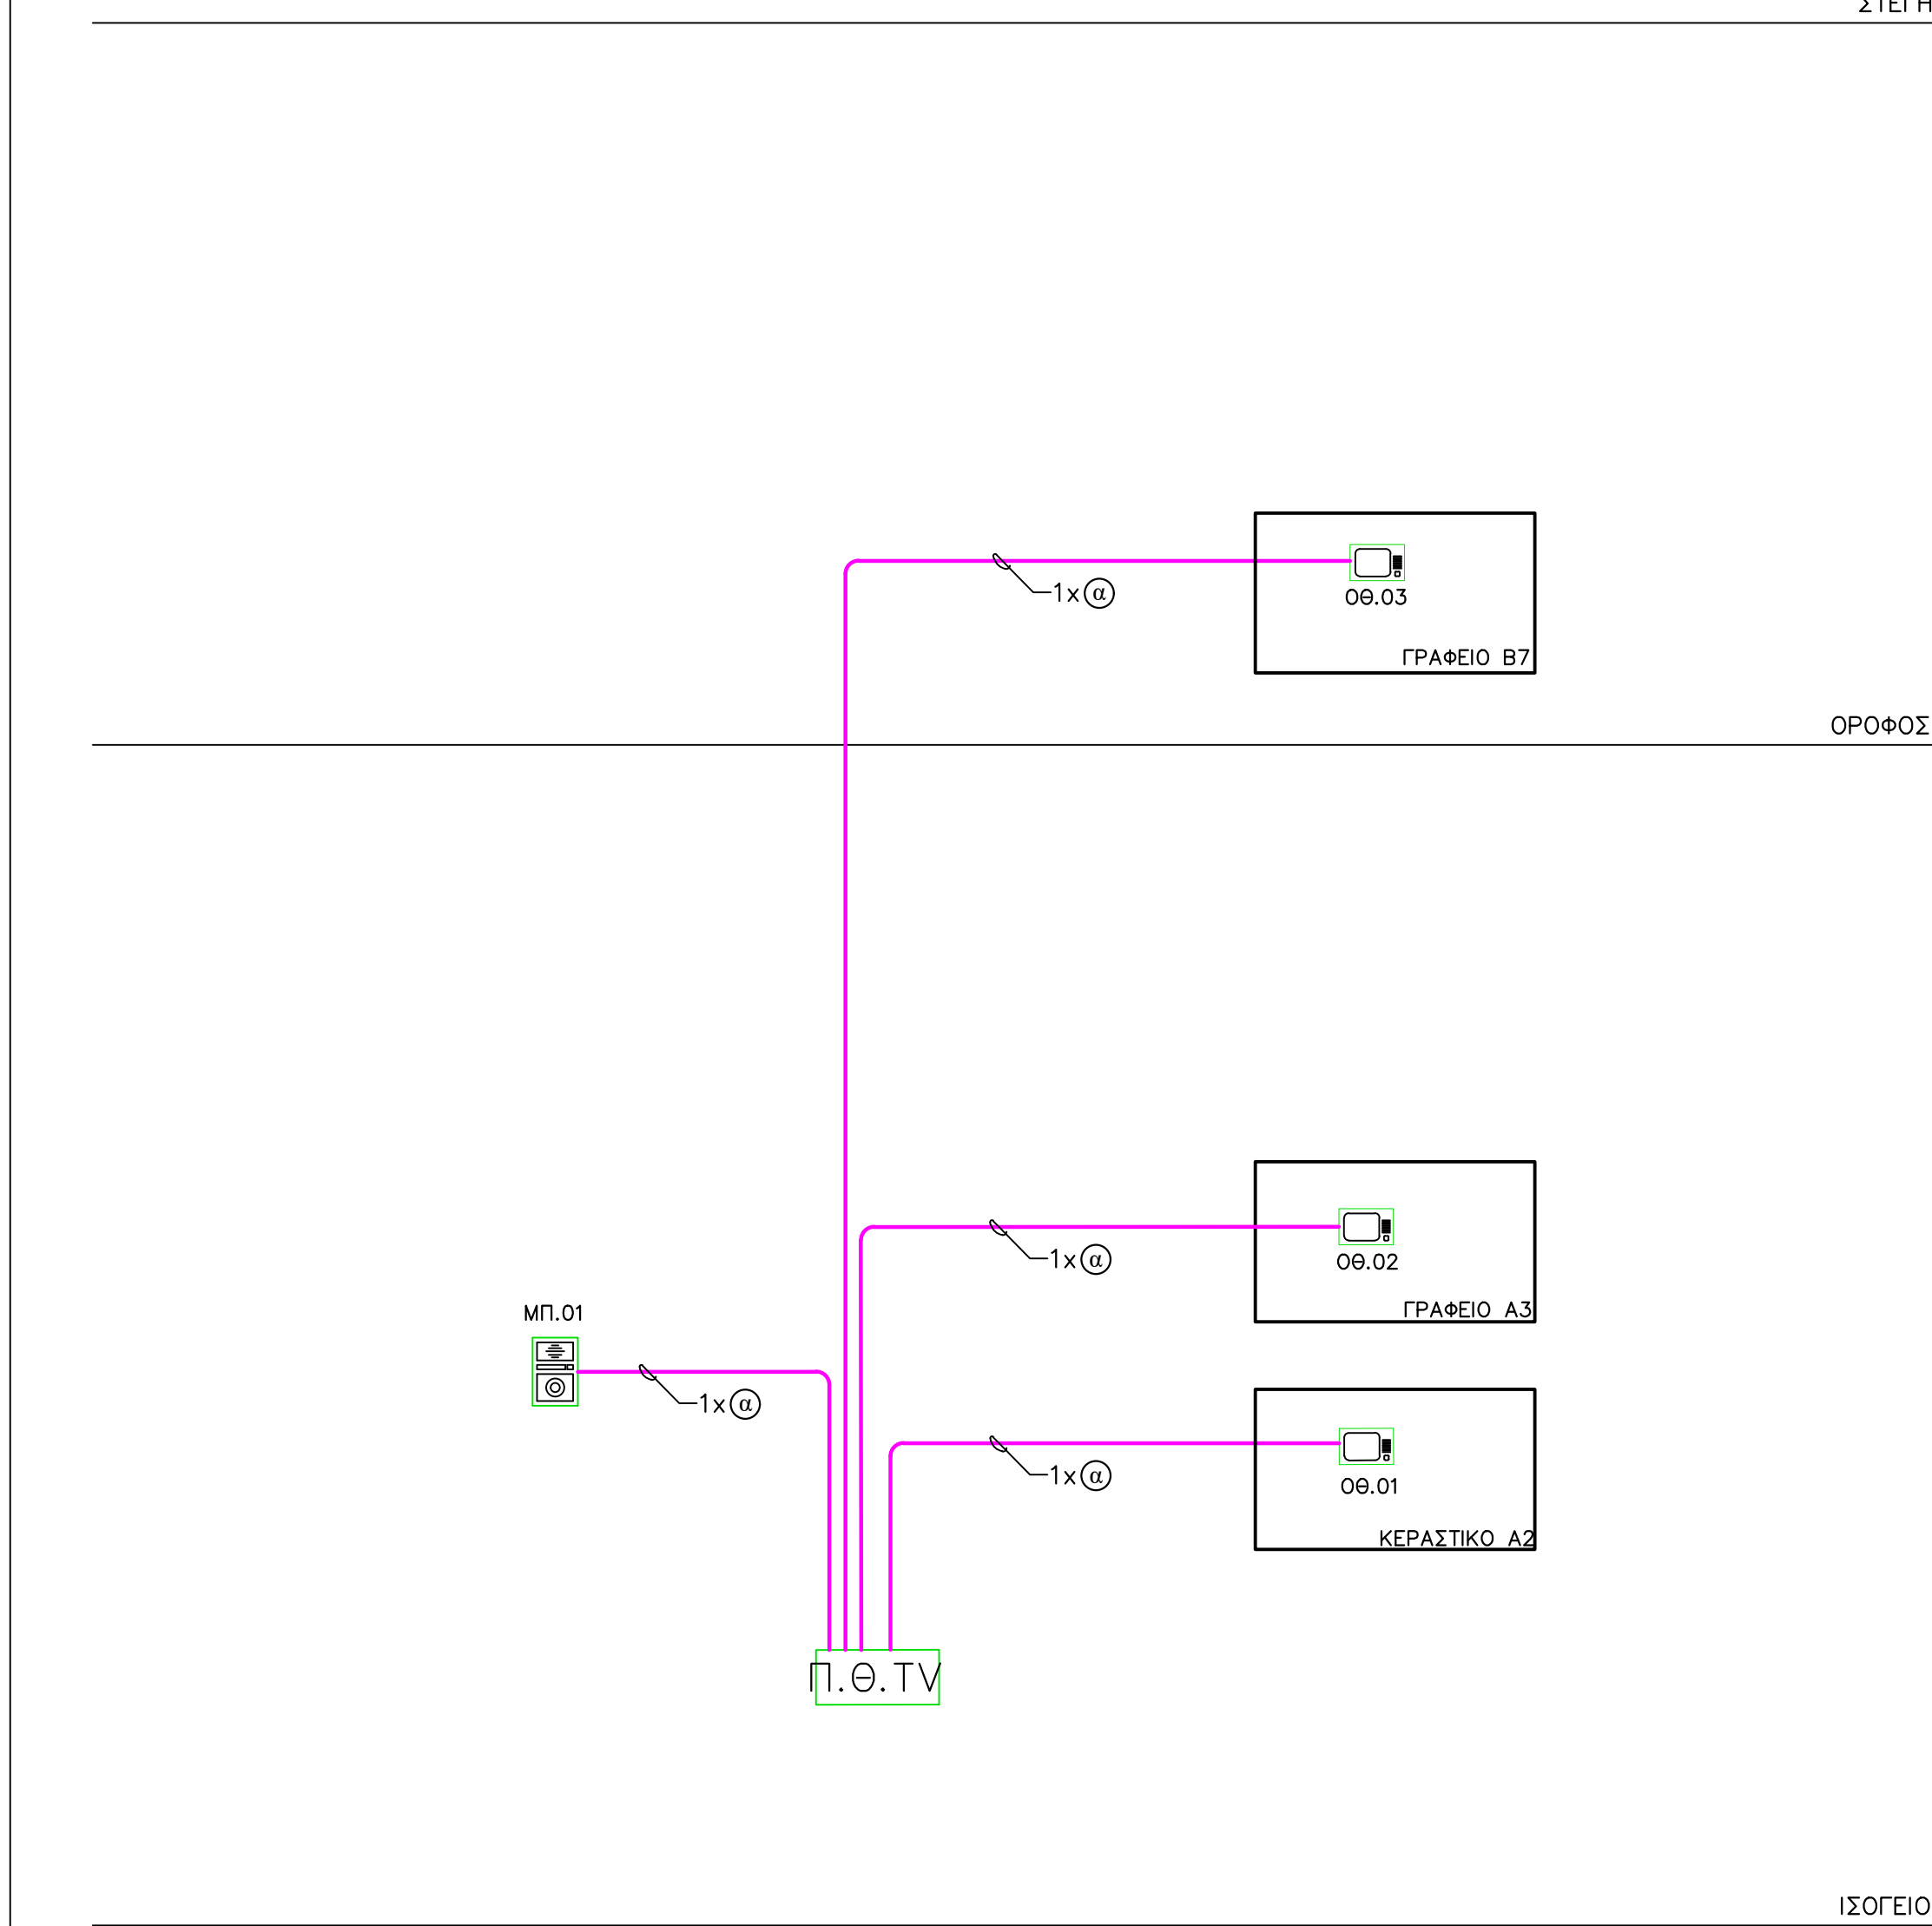 ΣΤΕΓΗ
1x α
ΟΘ.03
ΓΡΑΦΕΙΟ Β7
ΟΡΟΦΟΣ
1x α
ΟΘ.02
ΓΡΑΦΕΙΟ Α3
ΜΠ.01
1x α
1x α
ΟΘ.01
ΚΕΡΑΣΤΙΚΟ Α2
Π.Θ.TV
ΙΣΟΓΕΙΟ